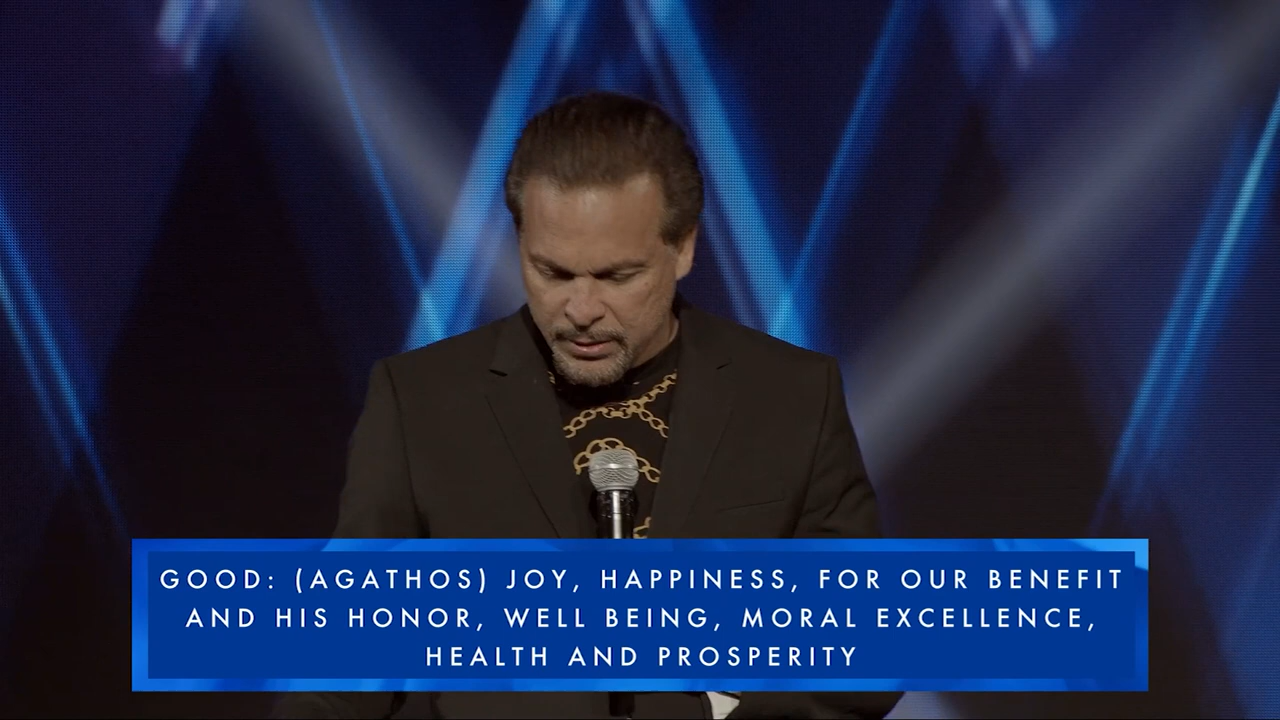 GOOD: (AGATHOS) JOY, HAPPINESS, FOR OUR BENEFIT
AND HIS HONOR, WELL BEING, MORAL EXCELLENCE,
HEALTH AND PROSPERITY